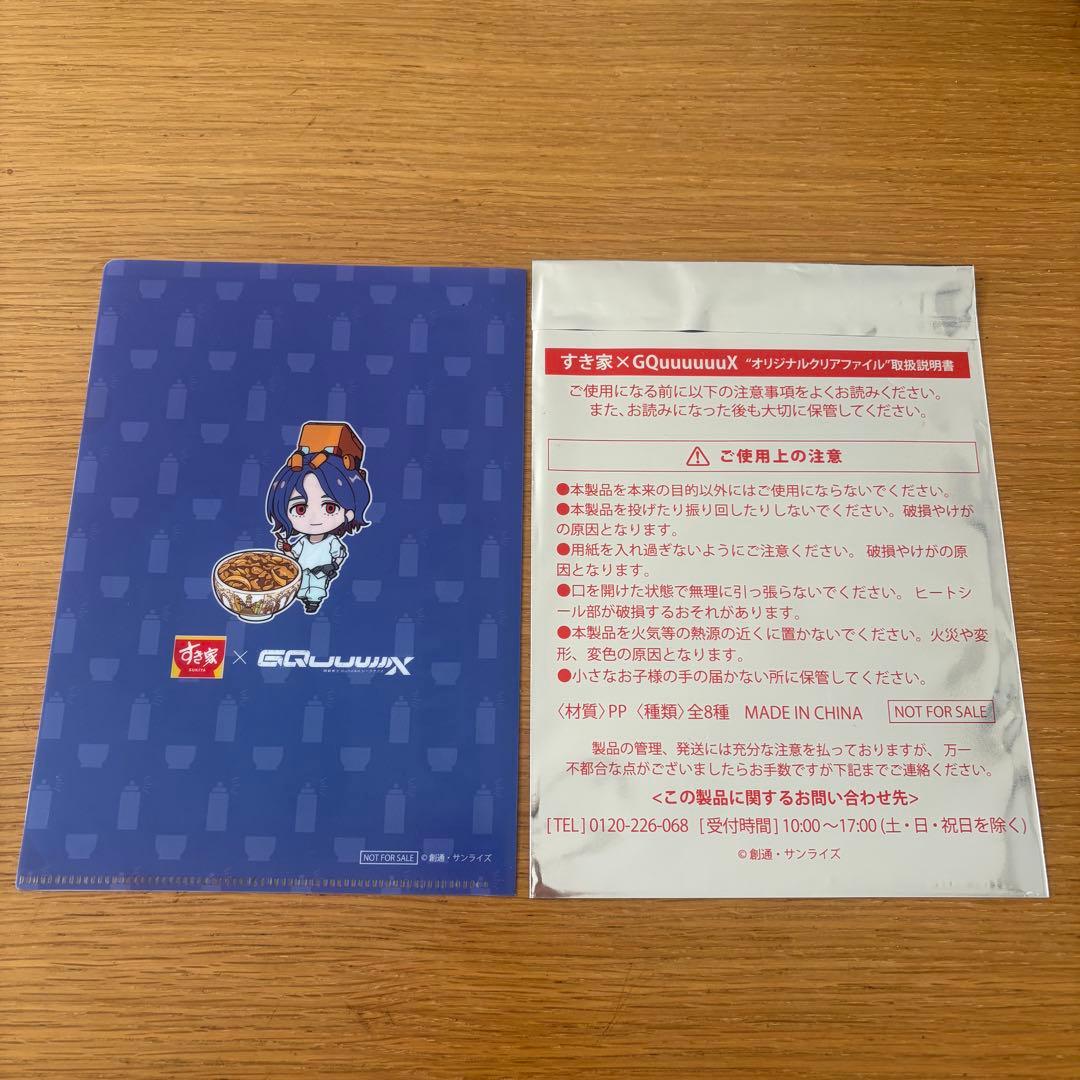 すき家
SUKIYA
×
GQuuuuuuX
NOT FOR SALE
©創通・サンライズ
すき家×GQuuuuuuX “オリジナルクリアファイル”取扱説明書
ご使用になる前に以下の注意事項をよくお読みください。
また、お読みになった後も大切に保管してください。
ご使用上の注意
●本製品を本来の目的以外にはご使用にならないでください。
●本製品を投げたり振り回したりしないでください。破損やけが
の原因となります。
●用紙を入れ過ぎないようにご注意ください。 破損やけがの原
因となります。
●口を開けた状態で無理に引っ張らないでください。 ヒートシ
ール部が破損するおそれがあります。
●本製品を火気等の熱源の近くに置かないでください。火災や変
形、変色の原因となります。
●小さなお子様の手の届かない所に保管してください。
〈材質〉PP 〈種類〉全8種 MADE IN CHINA NOT FOR SALE
製品の管理、発送には充分な注意を払っておりますが、 万一
不都合な点がございましたらお手数ですが下記までご連絡ください。
<この製品に関するお問い合わせ先>
[TEL] 0120-226-068 [受付時間] 10:00～17:00 (土・日・祝日を除く)
©創通・サンライズ